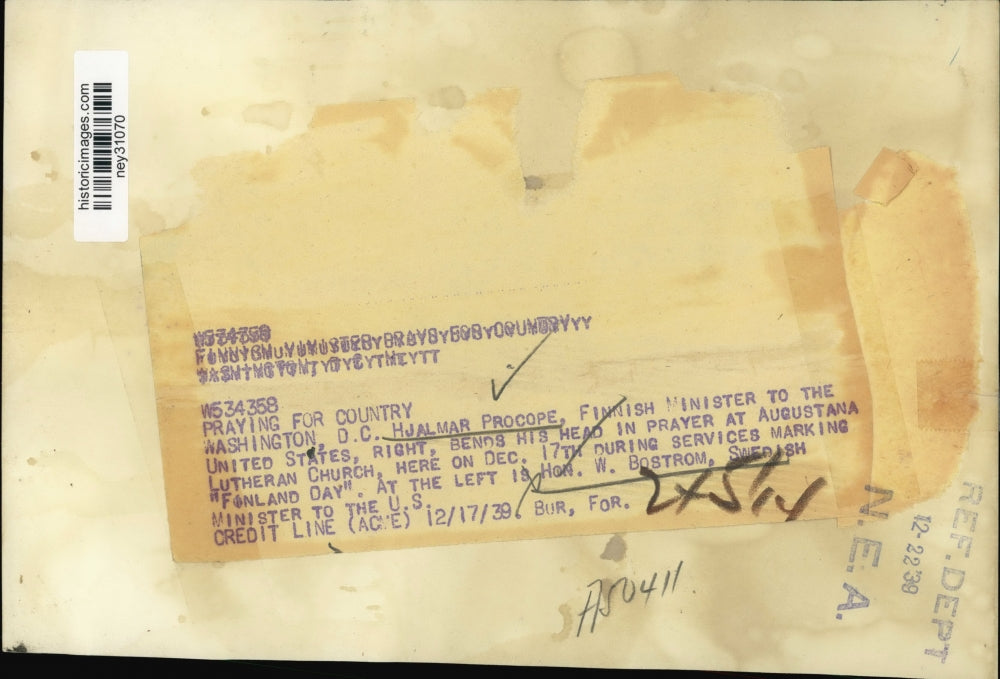 historicimages.com
ney31070
W534358
PRAYING FOR COUNTRY
WASHINGTON, D.C. HJALMAR PROCOPE, FINNISH MINISTER TO THE
UNITED STATES, RIGHT, BENDS HIS HEAD IN PRAYER AT AUGUSTANA
LUTHERAN CHURCH, HERE ON DEC. 17TH DURING SERVICES MARKING
"FINLAND DAY". AT THE LEFT IS HON. W. BOSTROM, SWEDISH
MINISTER TO THE U.S.
CREDIT LINE (ACME) 12/17/39. BUR, FOR.
A50411
REF. DEPT
12-22 39
N.E.A.